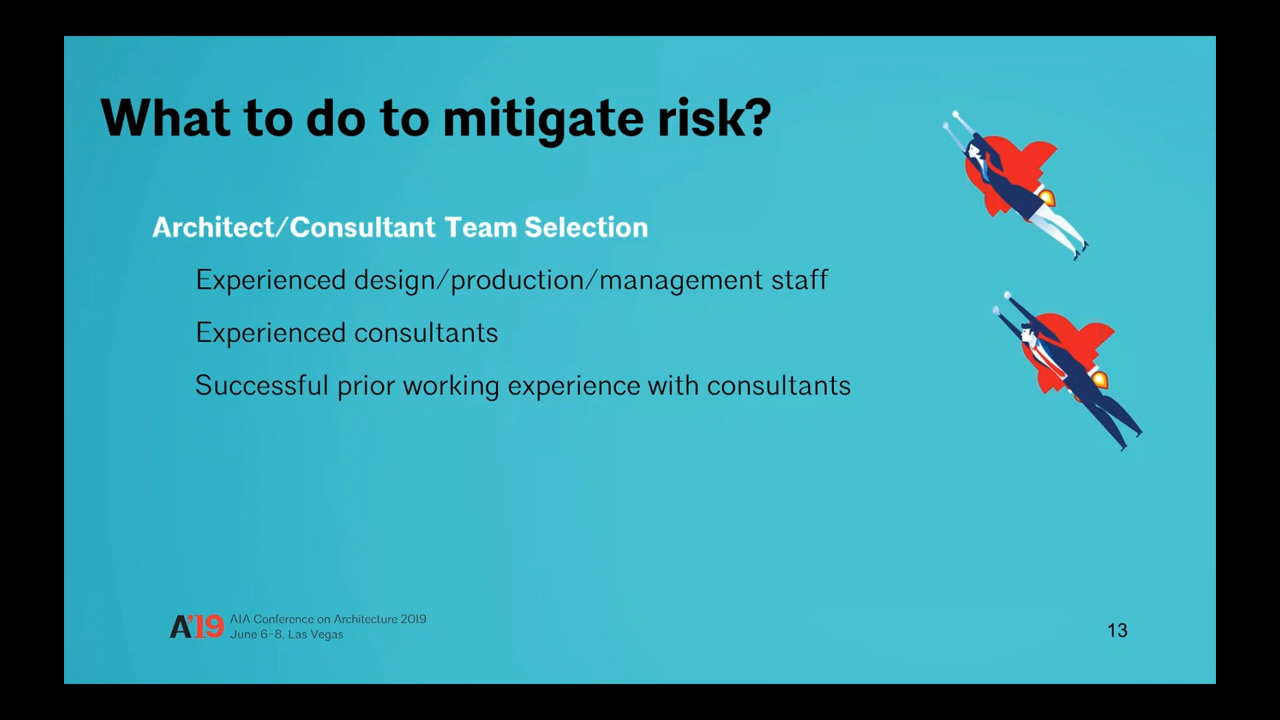 What to do to mitigate risk?
Architect/Consultant Team Selection
Experienced design/production/management staff
Experienced consultants
Successful prior working experience with consultants
A'19 AIA Conference on Architecture 2019
June 6-8, Las Vegas
13